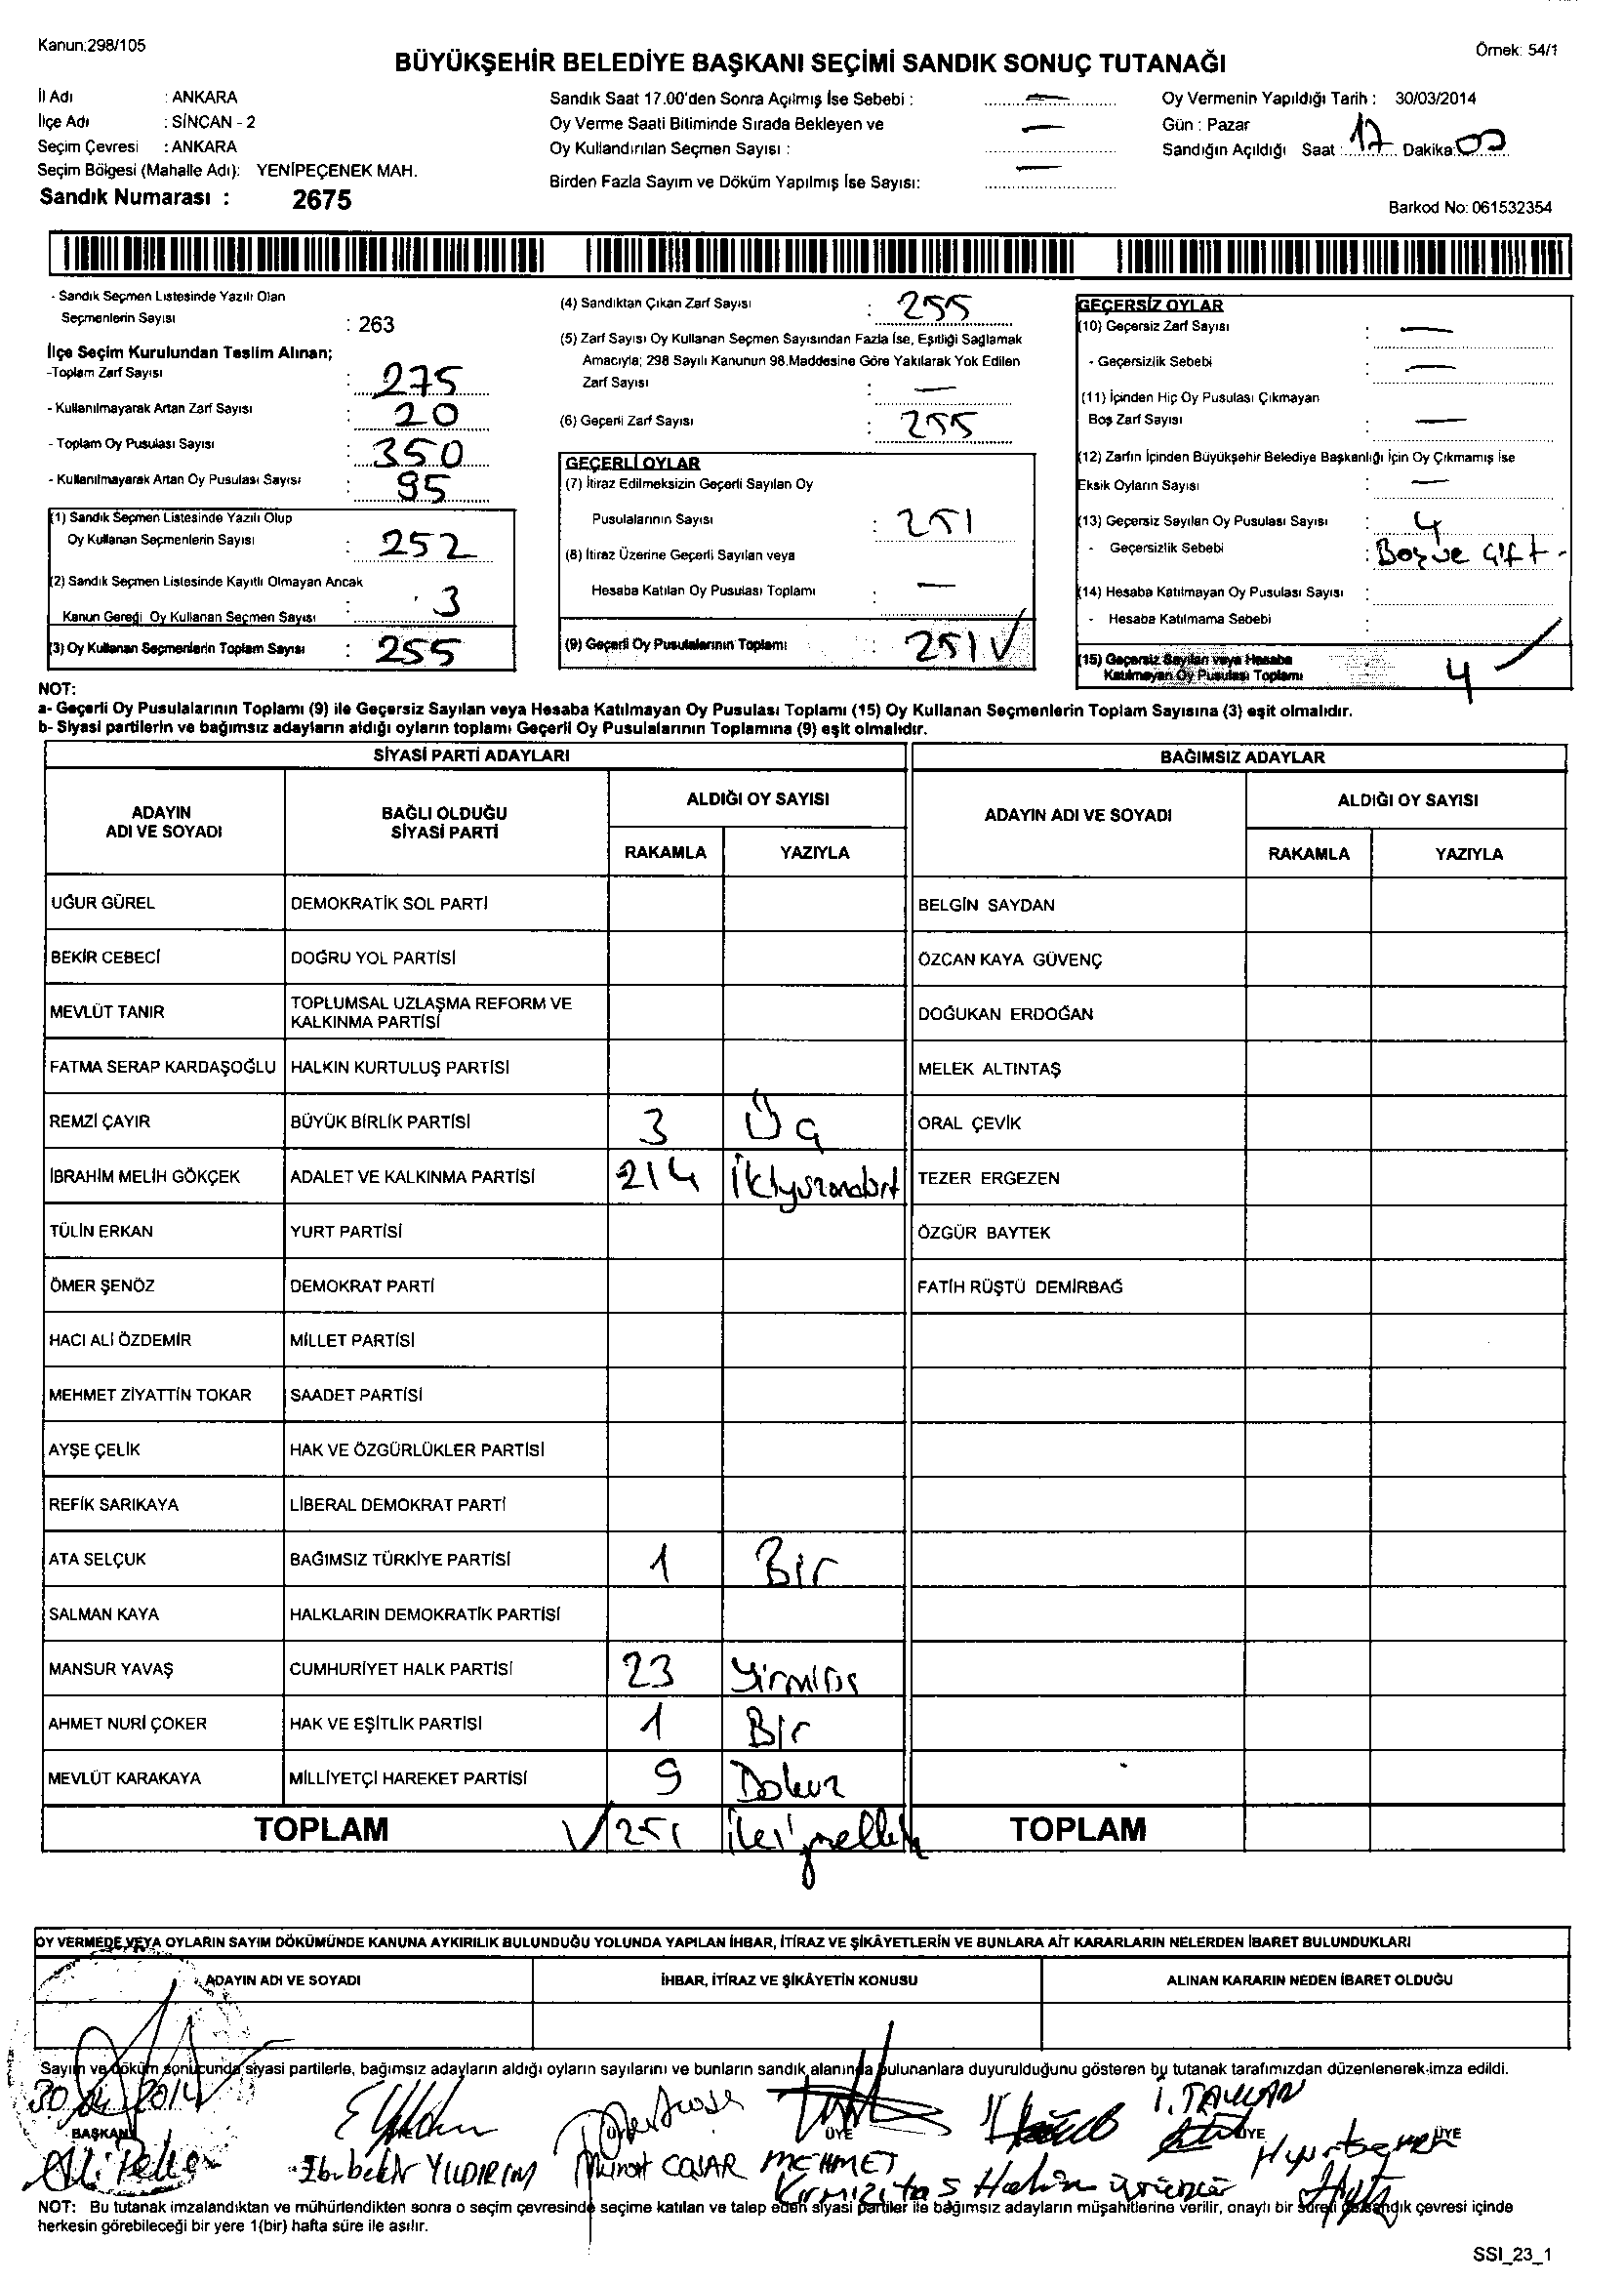 Kanun:298/105
Örnek: 54/1
BÜYÜKŞEHİR BELEDİYE BAŞKANI SEÇİMİ SANDIK SONUÇ TUTANAĞI
İl Adı : ANKARA
İlçe Adı : SİNCAN - 2
Seçim Çevresi : ANKARA
Seçim Bölgesi (Mahalle Adı): YENİPEÇENEK MAH.
Sandık Numarası : 2675
Sandık Saat 17.00'den Sonra Açılmış İse Sebebi : —
Oy Verme Saati Bitiminde Sırada Bekleyen ve
Oy Kullandırılan Seçmen Sayısı : —
Birden Fazla Sayım ve Döküm Yapılmış İse Sayısı: —
Oy Vermenin Yapıldığı Tarih : 30/03/2014
Gün : Pazar
Sandığın Açıldığı Saat : 17 Dakika: 00
Barkod No: 061532354
- Sandık Seçmen Listesinde Yazılı Olan
Seçmenlerin Sayısı : 263
İlçe Seçim Kurulundan Teslim Alınan;
-Toplam Zarf Sayısı : 275
- Kullanılmayarak Artan Zarf Sayısı : 20
- Toplam Oy Pusulası Sayısı : 350
- Kullanılmayarak Artan Oy Pusulası Sayısı : 95
(1) Sandık Seçmen Listesinde Yazılı Olup
Oy Kullanan Seçmenlerin Sayısı : 252
(2) Sandık Seçmen Listesinde Kayıtlı Olmayan Ancak
Kanun Gereği Oy Kullanan Seçmen Sayısı : 3
(3) Oy Kullanan Seçmenlerin Toplam Sayısı : 255
(4) Sandıktan Çıkan Zarf Sayısı : 255
(5) Zarf Sayısı Oy Kullanan Seçmen Sayısından Fazla İse, Eşitliği Sağlamak
Amacıyla; 298 Sayılı Kanunun 98.Maddesine Göre Yakılarak Yok Edilen
Zarf Sayısı : —
(6) Geçerli Zarf Sayısı : 255
GEÇERLİ OYLAR
(7) İtiraz Edilmeksizin Geçerli Sayılan Oy
Pusulalarının Sayısı : 251
(8) İtiraz Üzerine Geçerli Sayılan veya
Hesaba Katılan Oy Pusulası Toplamı : —
(9) Geçerli Oy Pusulalarının Toplamı : 251 ✓
GEÇERSİZ OYLAR
(10) Geçersiz Zarf Sayısı : —
- Geçersizlik Sebebi : —
(11) İçinden Hiç Oy Pusulası Çıkmayan
Boş Zarf Sayısı : —
(12) Zarfın İçinden Büyükşehir Belediye Başkanlığı İçin Oy Çıkmamış İse
Eksik Oyların Sayısı : —
(13) Geçersiz Sayılan Oy Pusulası Sayısı : 4
- Geçersizlik Sebebi : Boş ve Çift -
(14) Hesaba Katılmayan Oy Pusulası Sayısı :
- Hesaba Katılmama Sebebi :
(15) Geçersiz Sayılan veya Hesaba
Katılmayan Oy Pusulası Toplamı : 4
NOT:
a- Geçerli Oy Pusulalarının Toplamı (9) ile Geçersiz Sayılan veya Hesaba Katılmayan Oy Pusulası Toplamı (15) Oy Kullanan Seçmenlerin Toplam Sayısına (3) eşit olmalıdır.
b- Siyasi partilerin ve bağımsız adayların aldığı oyların toplamı Geçerli Oy Pusulalarının Toplamına (9) eşit olmalıdır.
SİYASİ PARTİ ADAYLARI
BAĞIMSIZ ADAYLAR
ADAYIN ADI VE SOYADI
BAĞLI OLDUĞU SİYASİ PARTİ
ALDIĞI OY SAYISI
RAKAMLA YAZIYLA
ADAYIN ADI VE SOYADI
ALDIĞI OY SAYISI
RAKAMLA YAZIYLA
UĞUR GÜREL DEMOKRATİK SOL PARTİ BELGİN SAYDAN
BEKİR CEBECİ DOĞRU YOL PARTİSİ ÖZCAN KAYA GÜVENÇ
MEVLÜT TANIR TOPLUMSAL UZLAŞMA REFORM VE KALKINMA PARTİSİ DOĞUKAN ERDOĞAN
FATMA SERAP KARDAŞOĞLU HALKIN KURTULUŞ PARTİSİ MELEK ALTINTAŞ
REMZİ ÇAYIR BÜYÜK BİRLİK PARTİSİ 3 Üç ORAL ÇEVİK
İBRAHİM MELİH GÖKÇEK ADALET VE KALKINMA PARTİSİ 214 İkiyüzondört TEZER ERGEZEN
TÜLİN ERKAN YURT PARTİSİ ÖZGÜR BAYTEK
ÖMER ŞENÖZ DEMOKRAT PARTİ FATİH RÜŞTÜ DEMİRBAĞ
HACI ALİ ÖZDEMİR MİLLET PARTİSİ
MEHMET ZİYATTİN TOKAR SAADET PARTİSİ
AYŞE ÇELİK HAK VE ÖZGÜRLÜKLER PARTİSİ
REFİK SARIKAYA LİBERAL DEMOKRAT PARTİ
ATA SELÇUK BAĞIMSIZ TÜRKİYE PARTİSİ 1 Bir
SALMAN KAYA HALKLARIN DEMOKRATİK PARTİSİ
MANSUR YAVAŞ CUMHURİYET HALK PARTİSİ 23 Yirmiüç
AHMET NURİ ÇOKER HAK VE EŞİTLİK PARTİSİ 1 Bir
MEVLÜT KARAKAYA MİLLİYETÇİ HAREKET PARTİSİ 9 Dokuz
TOPLAM ✓ 251 TOPLAM
OY VERMEDE VEYA OYLARIN SAYIM DÖKÜMÜNDE KANUNA AYKIRILIK BULUNDUĞU YOLUNDA YAPILAN İHBAR, İTİRAZ VE ŞİKÂYETLERİN VE BUNLARA AİT KARARLARIN NELERDEN İBARET BULUNDUKLARI
ADAYIN ADI VE SOYADI İHBAR, İTİRAZ VE ŞİKÂYETİN KONUSU ALINAN KARARIN NEDEN İBARET OLDUĞU
Sayım ve döküm sonucunda siyasi partilerle, bağımsız adayların aldığı oyların sayılarını ve bunların sandık alanında bulunanlara duyurulduğunu gösteren bu tutanak tarafımızdan düzenlenerek imza edildi.
I. TAVLAN
BAŞKAN ÜYE ÜYE ÜYE ÜYE
Ebubekir YILDIRIM Murat COŞAR MEHMET Kırmızıtaş
NOT: Bu tutanak imzalandıktan ve mühürlendikten sonra o seçim çevresinde seçime katılan ve talep eden siyasi partiler ile bağımsız adayların müşahitlerine verilir, onaylı bir sureti de sandık çevresi içinde
herkesin görebileceği bir yere 1(bir) hafta süre ile asılır.
SSI_23_1